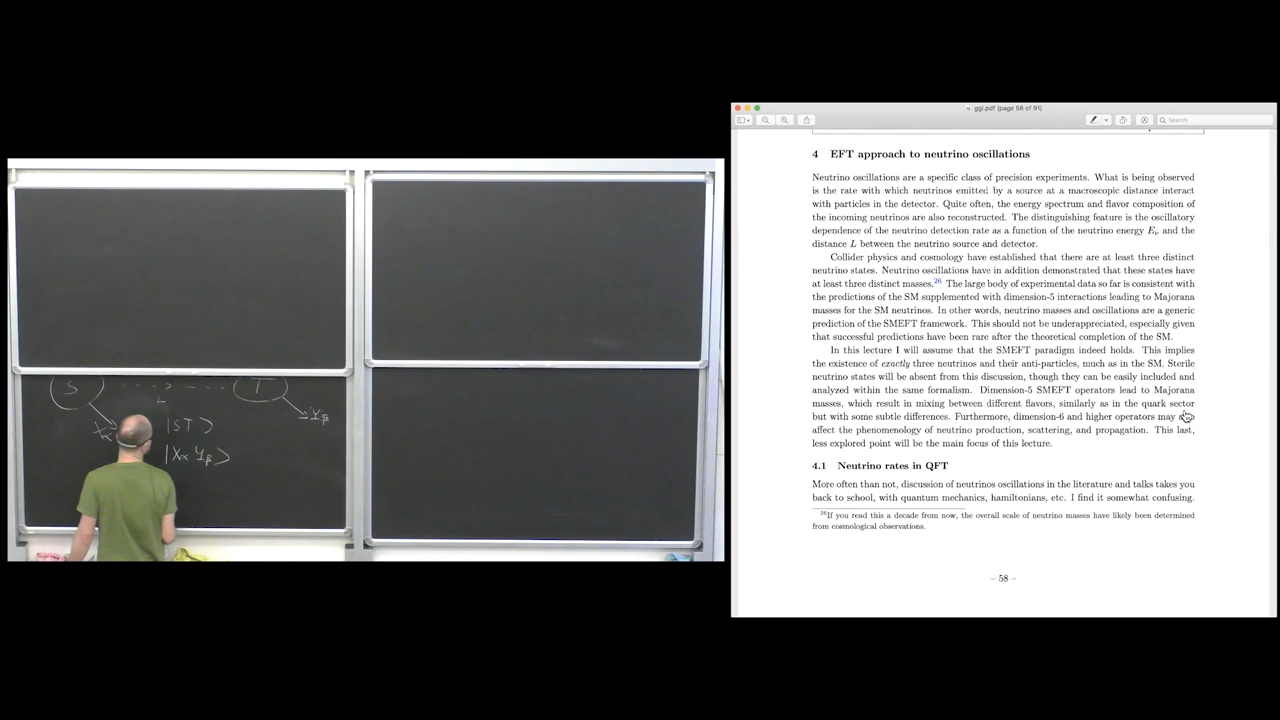 S . . . > . . . T
L
Yβ
|ST⟩
|Xα Yβ⟩
ggi.pdf (page 58 of 91)
Search
4 EFT approach to neutrino oscillations
Neutrino oscillations are a specific class of precision experiments. What is being observed
is the rate with which neutrinos emitted by a source at a macroscopic distance interact
with particles in the detector. Quite often, the energy spectrum and flavor composition of
the incoming neutrinos are also reconstructed. The distinguishing feature is the oscillatory
dependence of the neutrino detection rate as a function of the neutrino energy Eν and the
distance L between the neutrino source and detector.
Collider physics and cosmology have established that there are at least three distinct
neutrino states. Neutrino oscillations have in addition demonstrated that these states have
at least three distinct masses.26 The large body of experimental data so far is consistent with
the predictions of the SM supplemented with dimension-5 interactions leading to Majorana
masses for the SM neutrinos. In other words, neutrino masses and oscillations are a generic
prediction of the SMEFT framework. This should not be underappreciated, especially given
that successful predictions have been rare after the theoretical completion of the SM.
In this lecture I will assume that the SMEFT paradigm indeed holds. This implies
the existence of exactly three neutrinos and their anti-particles, much as in the SM. Sterile
neutrino states will be absent from this discussion, though they can be easily included and
analyzed within the same formalism. Dimension-5 SMEFT operators lead to Majorana
masses, which result in mixing between different flavors, similarly as in the quark sector
but with some subtle differences. Furthermore, dimension-6 and higher operators may
affect the phenomenology of neutrino production, scattering, and propagation. This last,
less explored point will be the main focus of this lecture.
4.1 Neutrino rates in QFT
More often than not, discussion of neutrinos oscillations in the literature and talks takes you
back to school, with quantum mechanics, hamiltonians, etc. I find it somewhat confusing.
26If you read this a decade from now, the overall scale of neutrino masses have likely been determined
from cosmological observations.
– 58 –